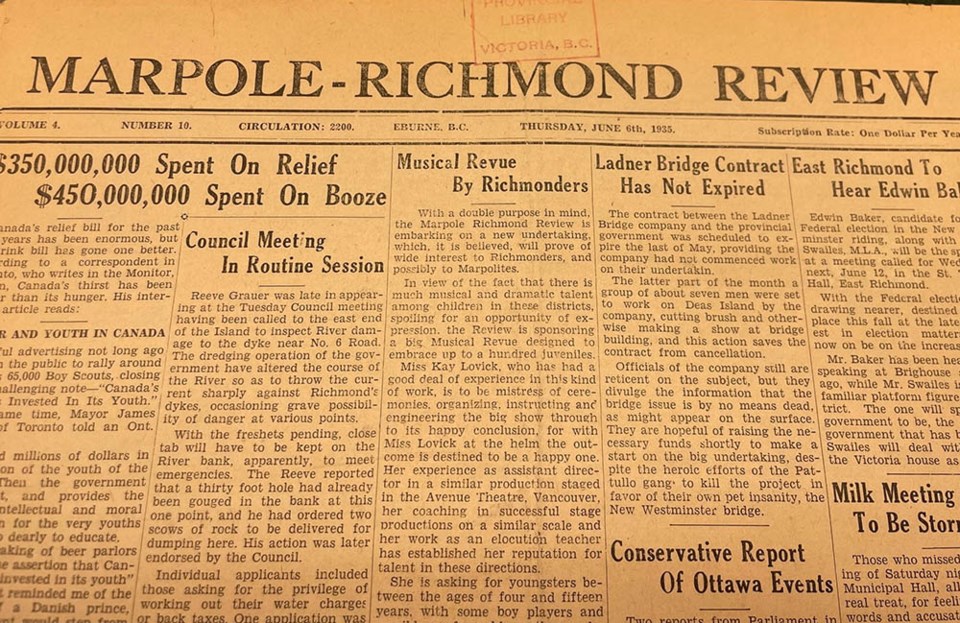 PROVINCIAL
LIBRARY
VICTORIA, B.C.
MARPOLE-RICHMOND REVIEW
VOLUME 4. NUMBER 10. CIRCULATION: 2200. EBURNE, B.C. THURSDAY, JUNE 6th, 1935. Subscription Rate: One Dollar Per Yea
$350,000,000 Spent On Relief
$450,000,000 Spent On Booze
anada's relief bill for the past
years has been enormous, but
rink bill has gone one better.
rding to a correspondent in
nto, who writes in the Monitor,
n, Canada's thirst has been
r than its hunger. His inter-
article reads:
R AND YOUTH IN CANADA
ful advertising not long ago
n the public to rally around
65,000 Boy Scouts, closing
allenging note—"Canada's
Invested In Its Youth."
ame time, Mayor James
of Toronto told an Ont.
d millions of dollars in
on of the youth of the
Then the government
t, and provides the
ntellectual and moral
n for the very youths
o dearly to educate.
aking of beer parlors
e assertion that Can-
invested in its youth"
t reminded me of the
f a Danish prince,
Council Meeting
In Routine Session
Reeve Grauer was late in appear-
ing at the Tuesday Council meeting
having been called to the east end
of the Island to inspect River dam-
age to the dyke near No. 6 Road.
The dredging operation of the gov-
ernment have altered the course of
the River so as to throw the cur-
rent sharply against Richmond's
dykes, occasioning grave possibil-
ity of danger at various points.
With the freshets pending, close
tab will have to be kept on the
River bank, apparently, to meet
emergencies. The Reeve reported
that a thirty foot hole had already
been gouged in the bank at this
one point, and he had ordered two
scows of rock to be delivered for
dumping here. His action was later
endorsed by the Council.
Individual applicants included
those asking for the privilege of
working out their water charges
or back taxes. One application was
Musical Revue
By Richmonders
With a double purpose in mind,
the Marpole Richmond Review is
embarking on a new undertaking,
which, it is believed, will prove of
wide interest to Richmonders, and
possibly to Marpolites.
In view of the fact that there is
much musical and dramatic talent
among children in these districts,
spoiling for an opportunity of ex-
pression, the Review is sponsoring
a big Musical Revue designed to
embrace up to a hundred juveniles.
Miss Kay Lovick, who has had a
good deal of experience in this kind
of work, is to be mistress of cere-
monies, organizing, instructing and
engineering the big show through
to its happy conclusion, for with
Miss Lovick at the helm the out-
come is destined to be a happy one.
Her experience as assistant direc-
tor in a similar production staged
in the Avenue Theatre, Vancouver,
her coaching in successful stage
productions on a similar scale and
her work as an elocution teacher
has established her reputation for
talent in these directions.
She is asking for youngsters be-
tween the ages of four and fifteen
years, with some boy players and
Ladner Bridge Contract
Has Not Expired
The contract between the Ladner
Bridge company and the provincial
government was scheduled to ex-
pire the last of May, providing the
company had not commenced work
on their undertakin.
The latter part of the month a
group of about seven men were set
to work on Deas Island by the
company, cutting brush and other-
wise making a show at bridge
building, and this action saves the
contract from cancellation.
Officials of the company still are
reticent on the subject, but they
divulge the information that the
bridge issue is by no means dead,
as might appear on the surface.
They are hopeful of raising the ne-
cessary funds shortly to make a
start on the big undertaking, des-
pite the heroic efforts of the Pat-
tullo gang to kill the project in
favor of their own pet insanity, the
New Westminster bridge.
Conservative Report
Of Ottawa Events
Two reports from Parliament in
East Richmond To
Hear Edwin Bak
Edwin Baker, candidate fo
Federal election in the New
minster riding, along with
Swailes, M.L.A., will be the sp
at a meeting called for Wed
next, June 12, in the St.
Hall, East Richmond.
With the Federal electi
drawing nearer, destined
place this fall at the late
est in election matter
now be on the increas
Mr. Baker has been hea
speaking at Brighouse
ago, while Mr. Swailes is
familiar platform figure
trict. The one will sp
government to be, the
government that has b
Swailes will deal with
the Victoria house as
Milk Meeting
To Be Storm
Those who missed
ing of Saturday nig
Municipal Hall, all
real treat, for feeli
words and accusat